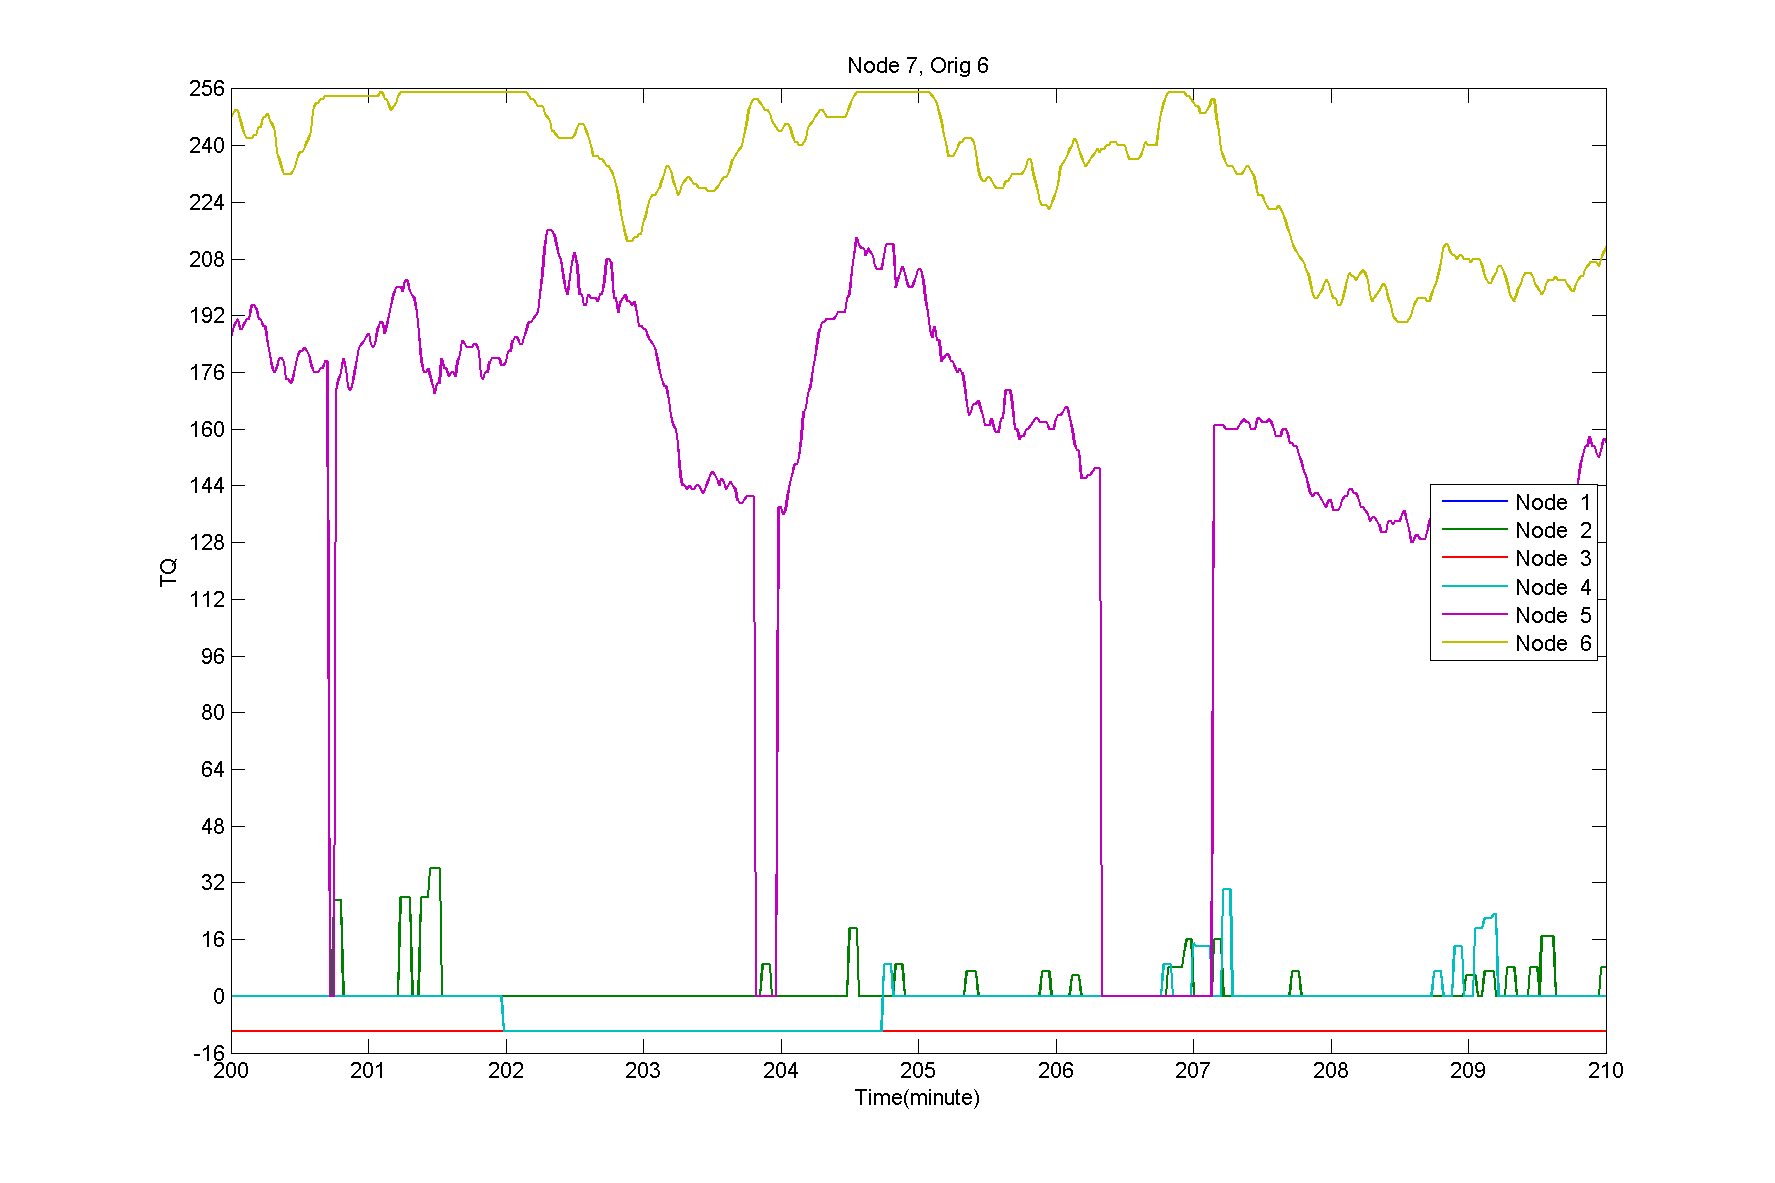 Node 7, Orig 6
256
240
224
208
192
176
160
144
128
112
96
80
64
48
32
16
0
-16
TQ
Node 1
Node 2
Node 3
Node 4
Node 5
Node 6
200 201 202 203 204 205 206 207 208 209 210
Time(minute)